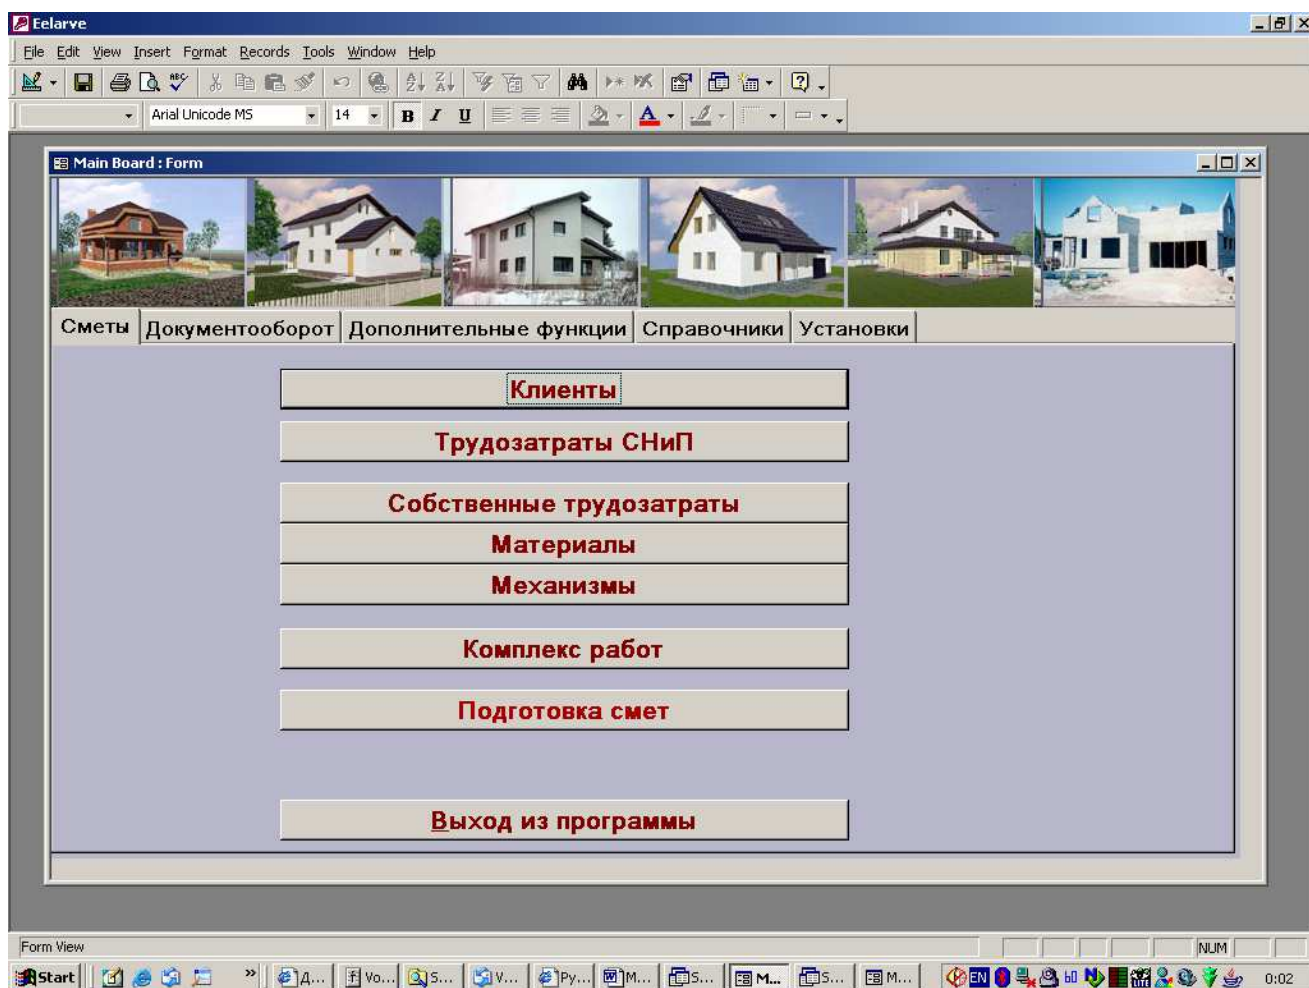 Eelarve
File Edit View Insert Format Records Tools Window Help
Arial Unicode MS 14 B I U A
Main Board : Form
Сметы Документооборот Дополнительные функции Справочники Установки
Клиенты
Трудозатраты СНиП
Собственные трудозатраты
Материалы
Механизмы
Комплекс работ
Подготовка смет
Выход из программы
Form View NUM
Start » Д... Vo... S... V... Ру... M... S... M... S... M... EN 0:02